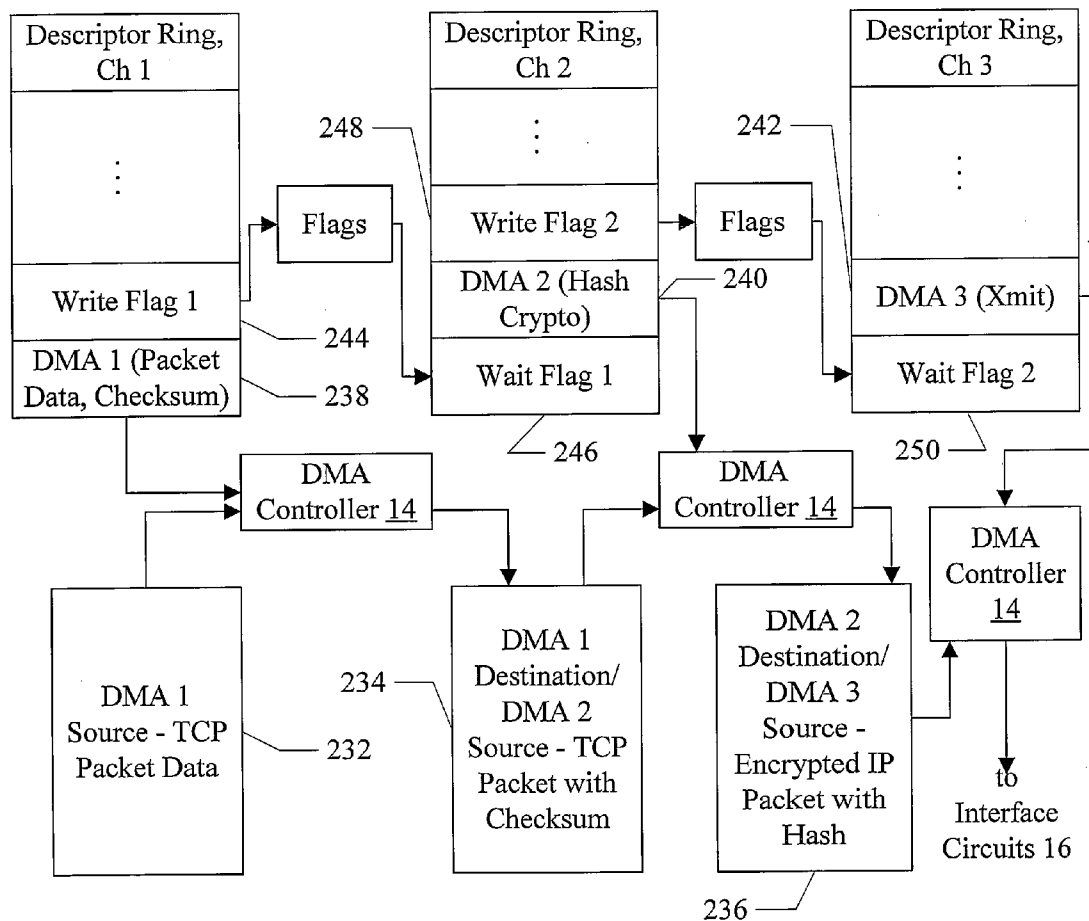 Descriptor Ring,
Ch 1
Descriptor Ring,
Ch 2
Descriptor Ring,
Ch 3
248
242
Flags
Write Flag 2
Flags
Write Flag 1
DMA 2 (Hash
Crypto)
240
DMA 3 (Xmit)
244
DMA 1 (Packet
Data, Checksum)
238
Wait Flag 1
Wait Flag 2
246
250
DMA
Controller 14
DMA
Controller 14
DMA
Controller
14
DMA 1
Source - TCP
Packet Data
232
234
DMA 1
Destination/
DMA 2
Source - TCP
Packet with
Checksum
DMA 2
Destination/
DMA 3
Source -
Encrypted IP
Packet with
Hash
to
Interface
Circuits 16
236